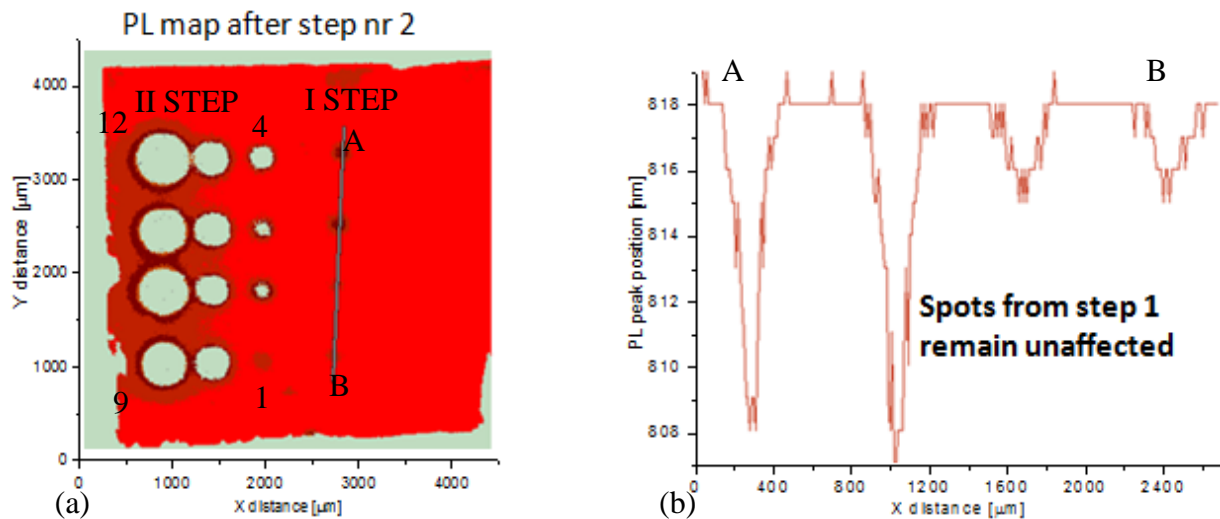 PL map after step nr 2
4000
3000
2000
1000
0
Y distance [µm]
II STEP
I STEP
12
4
A
9
1
B
0
1000
2000
3000
4000
X distance [µm]
(a)
A
B
818
816
814
812
810
808
PL peak position [nm]
Spots from step 1
remain unaffected
0
400
800
1200
1600
2000
2400
X distance [µm]
(b)